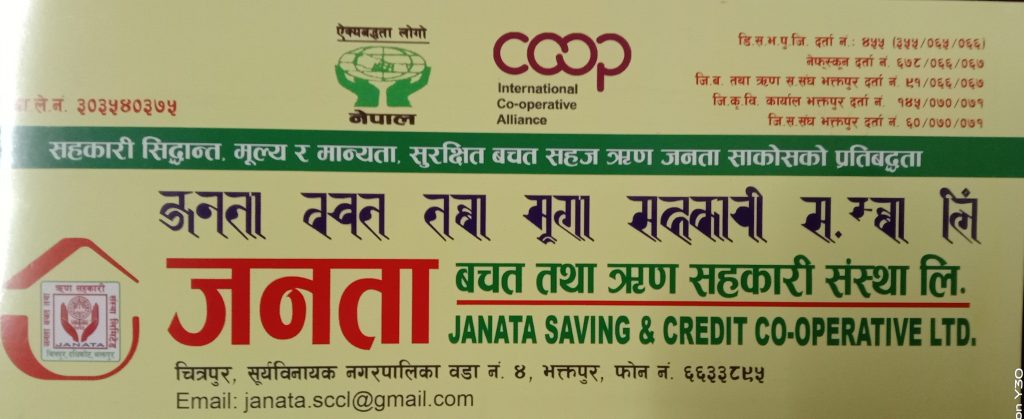 ऐक्यबद्धता लोगो
नेपाल
coop
International
Co-operative
Alliance
डि.स.भ.पु.जि. दर्ता नं.: ४५५ (३५५/०६५/०६६)
नेफस्कून दर्ता नं. ६७८/०६६/०६७
जि.ब. तथा ऋण स.संघ भक्तपुर दर्ता नं. ९१/०६६/०६७
जि.कृ.वि. कार्याल भक्तपुर दर्ता नं. १४५/०७०/०७१
जि.स.संघ भक्तपुर दर्ता नं. ६०/०७०/०७१
ले.नं. ३०३५४०३७५
सहकारी सिद्धान्त, मूल्य र मान्यता, सुरक्षित बचत सहज ऋण जनता साकोसको प्रतिबद्धता
जनता
बचत तथा ऋण सहकारी संस्था लि.
JANATA SAVING & CREDIT CO-OPERATIVE LTD.
JANATA
चित्रपुर, सूर्यविनायक नगरपालिका वडा नं. ४, भक्तपुर, फोन नं. ६६३३८९५
Email: janata.sccl@gmail.com